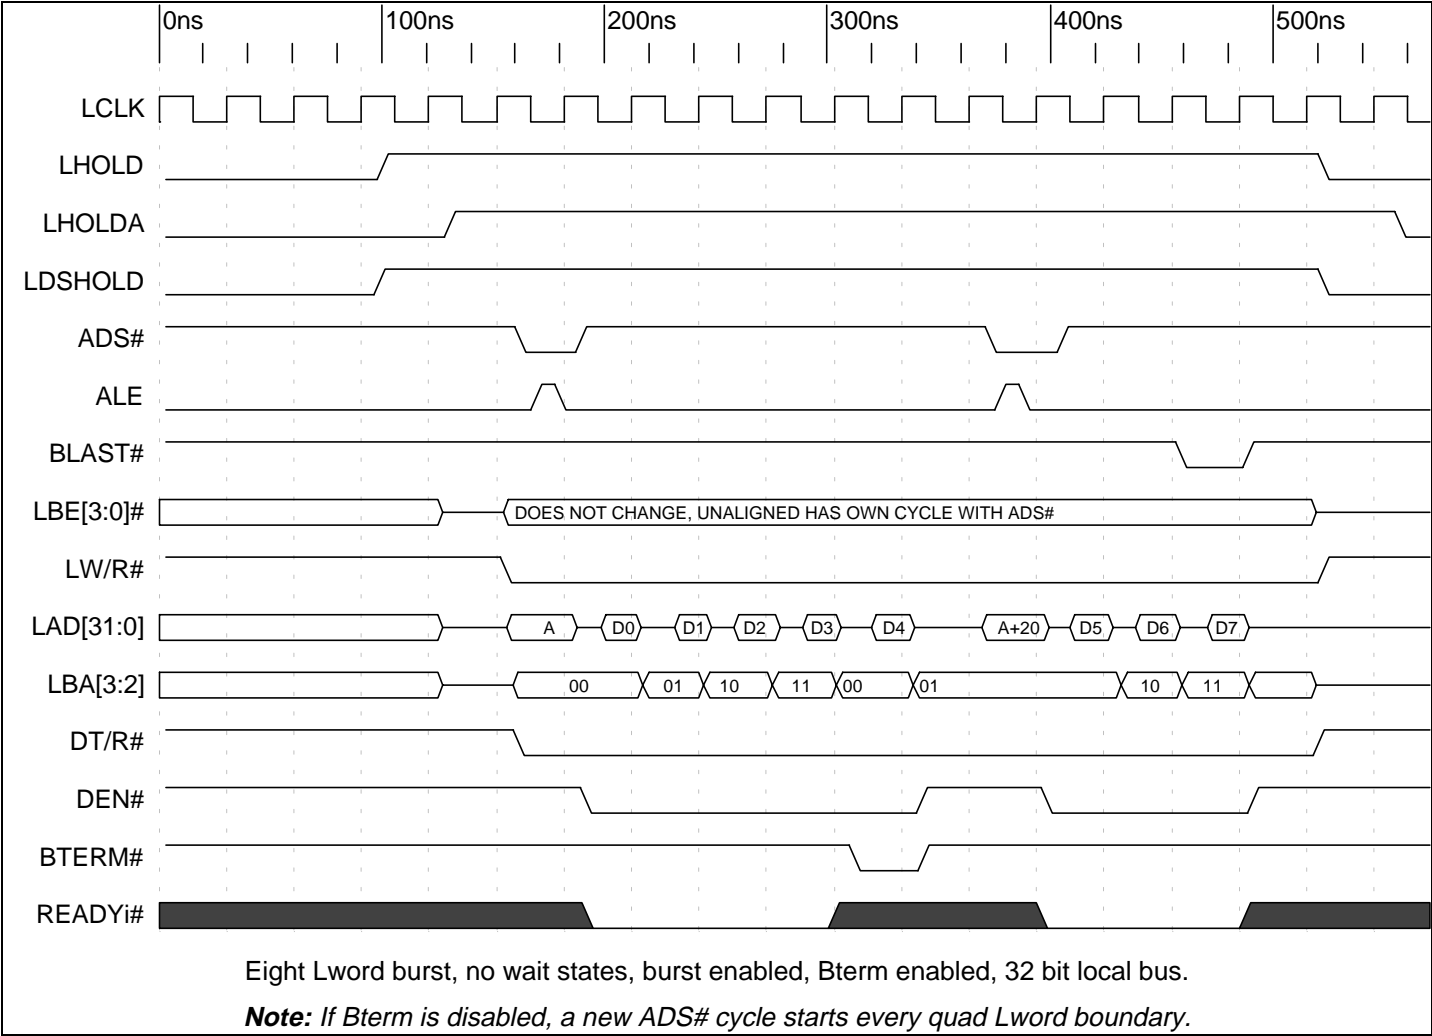 0ns 100ns 200ns 300ns 400ns 500ns
LCLK
LHOLD
LHOLDA
LDSHOLD
ADS#
ALE
BLAST#
LBE[3:0]# DOES NOT CHANGE, UNALIGNED HAS OWN CYCLE WITH ADS#
LW/R#
LAD[31:0] A D0 D1 D2 D3 D4 A+20 D5 D6 D7
LBA[3:2] 00 01 10 11 00 01 10 11
DT/R#
DEN#
BTERM#
READYi#
Eight Lword burst, no wait states, burst enabled, Bterm enabled, 32 bit local bus.
Note: If Bterm is disabled, a new ADS# cycle starts every quad Lword boundary.